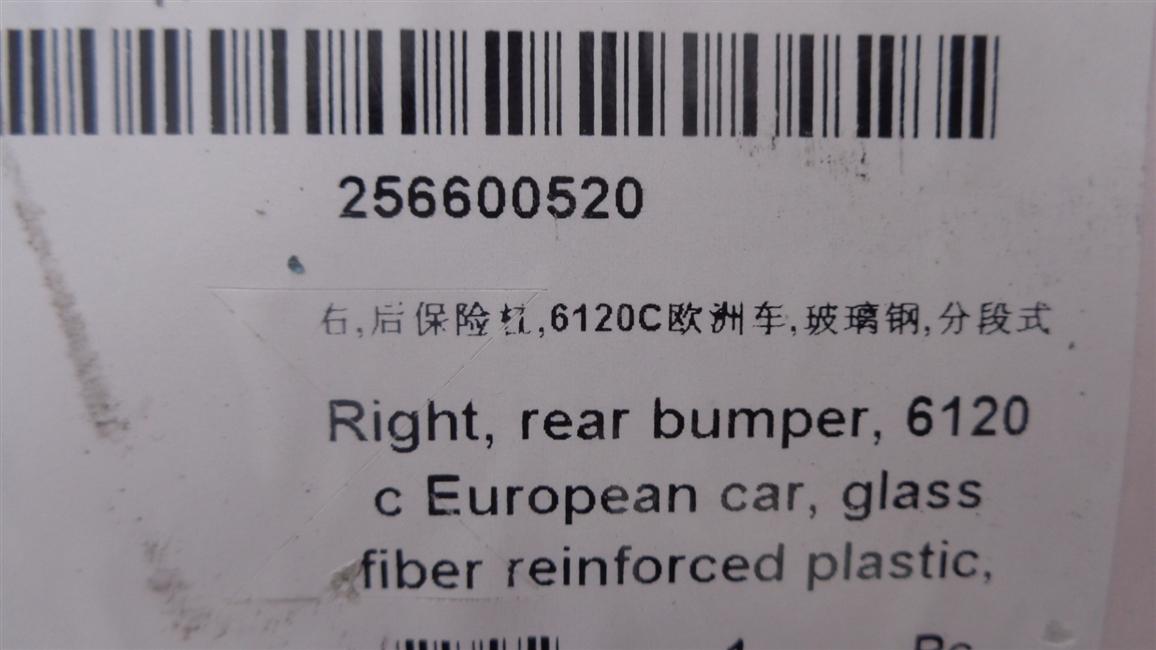 256600520
右,后保险杠,6120C欧洲车,玻璃钢,分段式
Right, rear bumper, 6120
c European car, glass
fiber reinforced plastic,